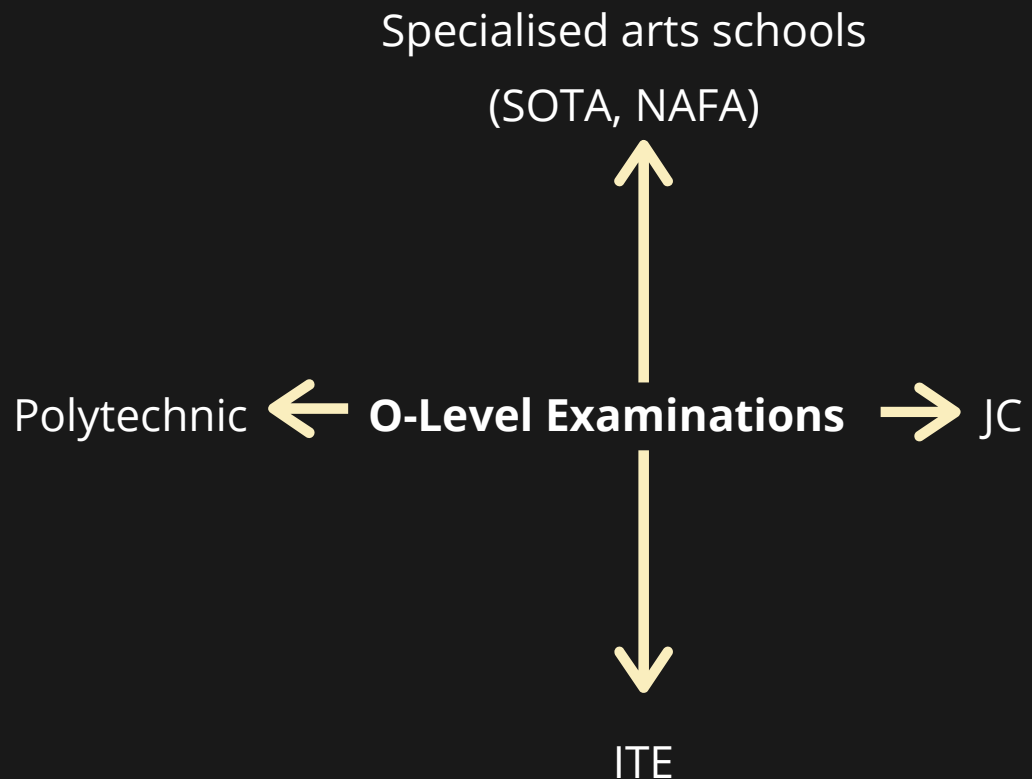 Specialised arts schools
(SOTA, NAFA)
Polytechnic
O-Level Examinations
JC
ITE